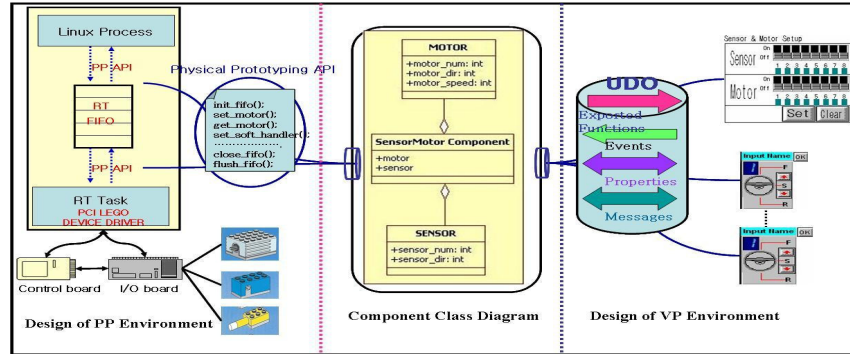 Linux Process
PP API
RT
FIFO
PP API
RT Task
PCI LEGO
DEVICE DRIVER
Control board
I/O board
Design of PP Environment
Physical Prototyping API
init_fifo();
set_motor();
get_motor();
set_soft_handler();
..................
close_fifo();
flush_fifo();
MOTOR
+motor_num: int
+motor_dir: int
+motor_speed: int
SensorMotor Component
+motor
+sensor
SENSOR
+sensor_num: int
+sensor_dir: int
Component Class Diagram
UDO
Exported
Functions
Events
Properties
Messages
Sensor & Motor Setup
Sensor
On
Off
1 2 3 4 5 6 7 8
Motor
On
Off
1 2 3 4 5 6 7 8
Set Clear
Input Name OK
F
S
R
Input Name OK
F
S
R
Design of VP Environment